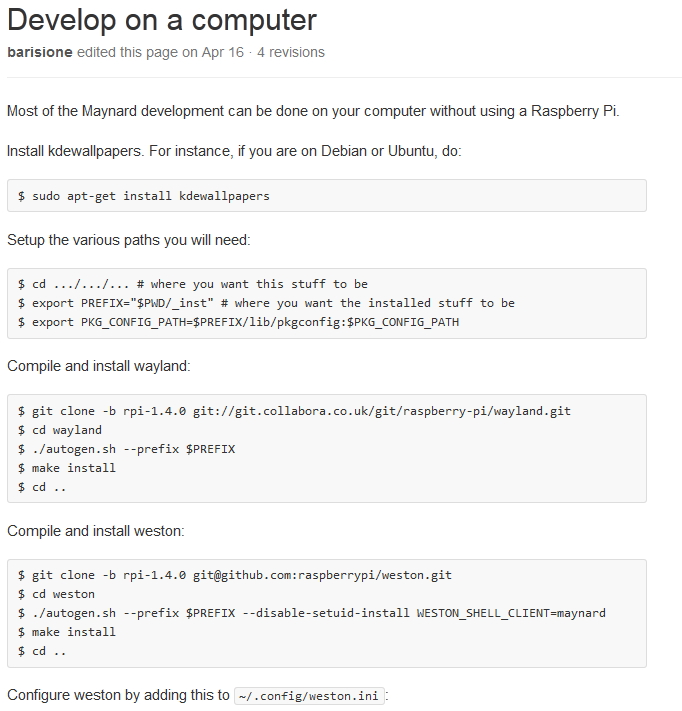 Develop on a computer
barisione edited this page on Apr 16 · 4 revisions
Most of the Maynard development can be done on your computer without using a Raspberry Pi.
Install kdewallpapers. For instance, if you are on Debian or Ubuntu, do:
$ sudo apt-get install kdewallpapers
Setup the various paths you will need:
$ cd .../.../... # where you want this stuff to be
$ export PREFIX="$PWD/_inst" # where you want the installed stuff to be
$ export PKG_CONFIG_PATH=$PREFIX/lib/pkgconfig:$PKG_CONFIG_PATH
Compile and install wayland:
$ git clone -b rpi-1.4.0 git://git.collabora.co.uk/git/raspberry-pi/wayland.git
$ cd wayland
$ ./autogen.sh --prefix $PREFIX
$ make install
$ cd ..
Compile and install weston:
$ git clone -b rpi-1.4.0 git@github.com:raspberrypi/weston.git
$ cd weston
$ ./autogen.sh --prefix $PREFIX --disable-setuid-install WESTON_SHELL_CLIENT=maynard
$ make install
$ cd ..
Configure weston by adding this to ~/.config/weston.ini :